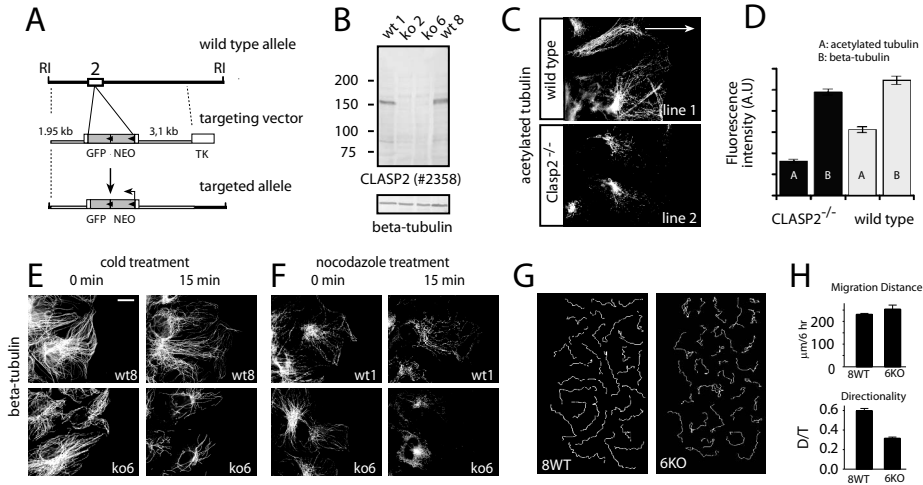 A
wild type allele
RI
2
RI
targeting vector
1.95 kb
3,1 kb
GFP NEO
TK
targeted allele
GFP NEO
B
wt 1
ko 2
ko 6
wt 8
200
150
100
75
CLASP2 (#2358)
beta-tubulin
C
acetylated tubulin
wild type
line 1
Clasp2 -/-
line 2
D
A: acetylated tubulin
B: beta-tubulin
Fluorescence
intensity (A.U)
A
B
A
B
CLASP2-/-
wild type
E
cold treatment
0 min
15 min
beta-tubulin
wt8
wt8
ko6
ko6
F
nocodazole treatment
0 min
15 min
wt1
wt1
ko6
ko6
G
8WT
6KO
H
Migration Distance
µm/6 hr
200
100
0
8WT
6KO
Directionality
D/T
0.6
0.4
0.2
0
8WT
6KO